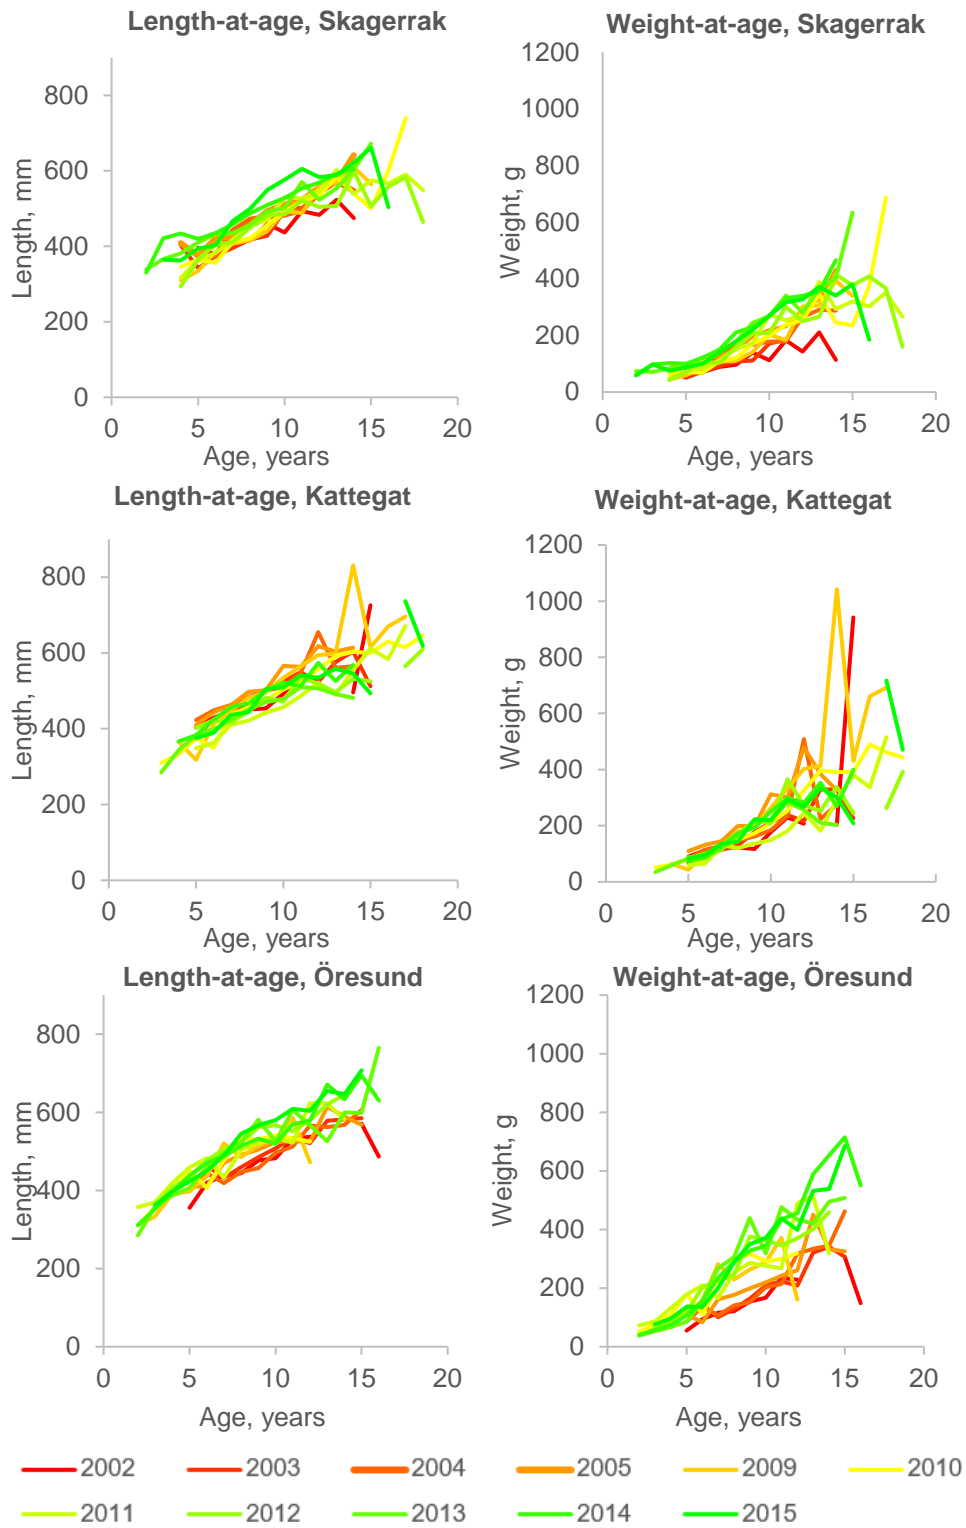 Length-at-age, Skagerrak
800
600
400
200
0
0 5 10 15 20
Length, mm
Age, years
Weight-at-age, Skagerrak
1200
1000
800
600
400
200
0
0 5 10 15 20
Weight, g
Age, years
Length-at-age, Kattegat
800
600
400
200
0
0 5 10 15 20
Length, mm
Age, years
Weight-at-age, Kattegat
1200
1000
800
600
400
200
0
0 5 10 15 20
Weight, g
Age, years
Length-at-age, Öresund
800
600
400
200
0
0 5 10 15 20
Length, mm
Age, years
Weight-at-age, Öresund
1200
1000
800
600
400
200
0
0 5 10 15 20
Weight, g
Age, years
2002 2003 2004 2005 2009 2010
2011 2012 2013 2014 2015